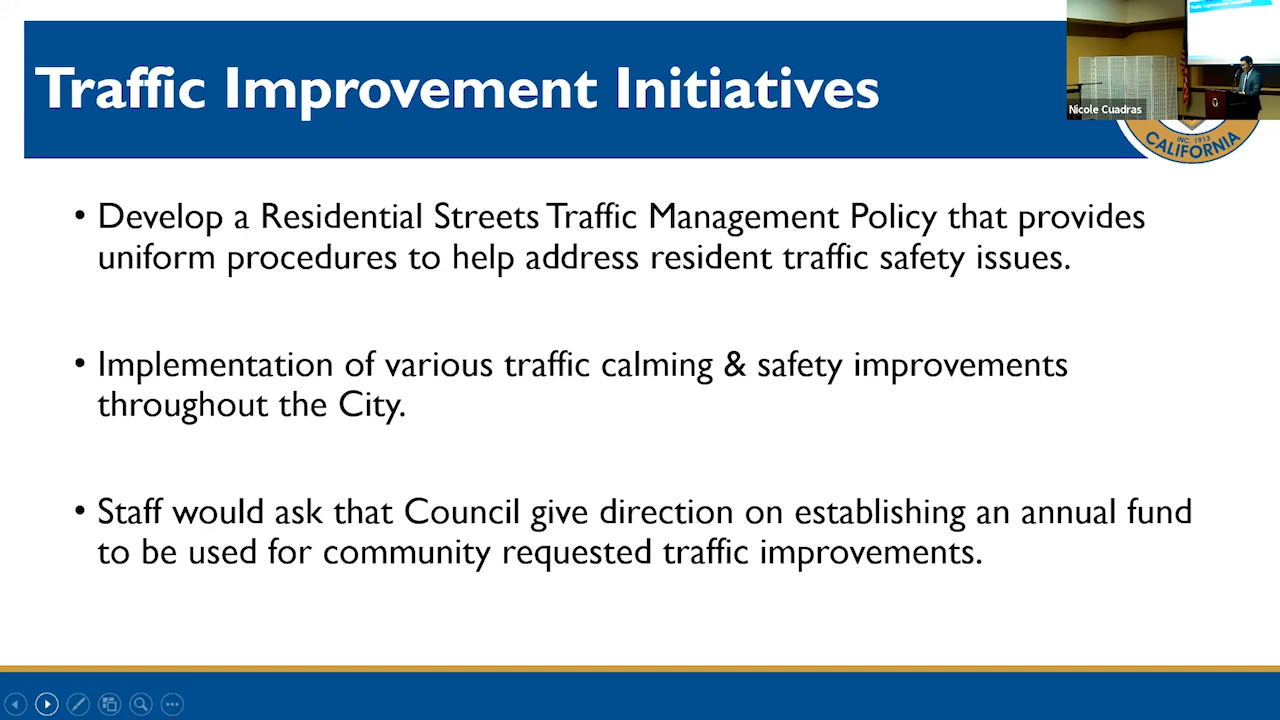 Traffic Improvement Initiatives
Nicole Cuadras
INC. 1913
CALIFORNIA
• Develop a Residential Streets Traffic Management Policy that provides
uniform procedures to help address resident traffic safety issues.
• Implementation of various traffic calming & safety improvements
throughout the City.
• Staff would ask that Council give direction on establishing an annual fund
to be used for community requested traffic improvements.